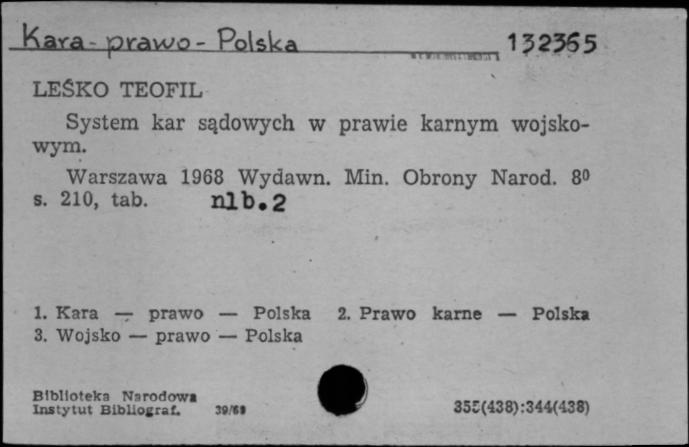 Kara - prawo - Polska 132365
LEŚKO TEOFIL
System kar sądowych w prawie karnym wojsko-
wym.
Warszawa 1968 Wydawn. Min. Obrony Narod. 8⁰
s. 210, tab. nlb. 2
1. Kara — prawo — Polska 2. Prawo karne — Polska
3. Wojsko — prawo — Polska
Biblioteka Narodowa
Instytut Bibliograf. 39/68 355(438):344(438)